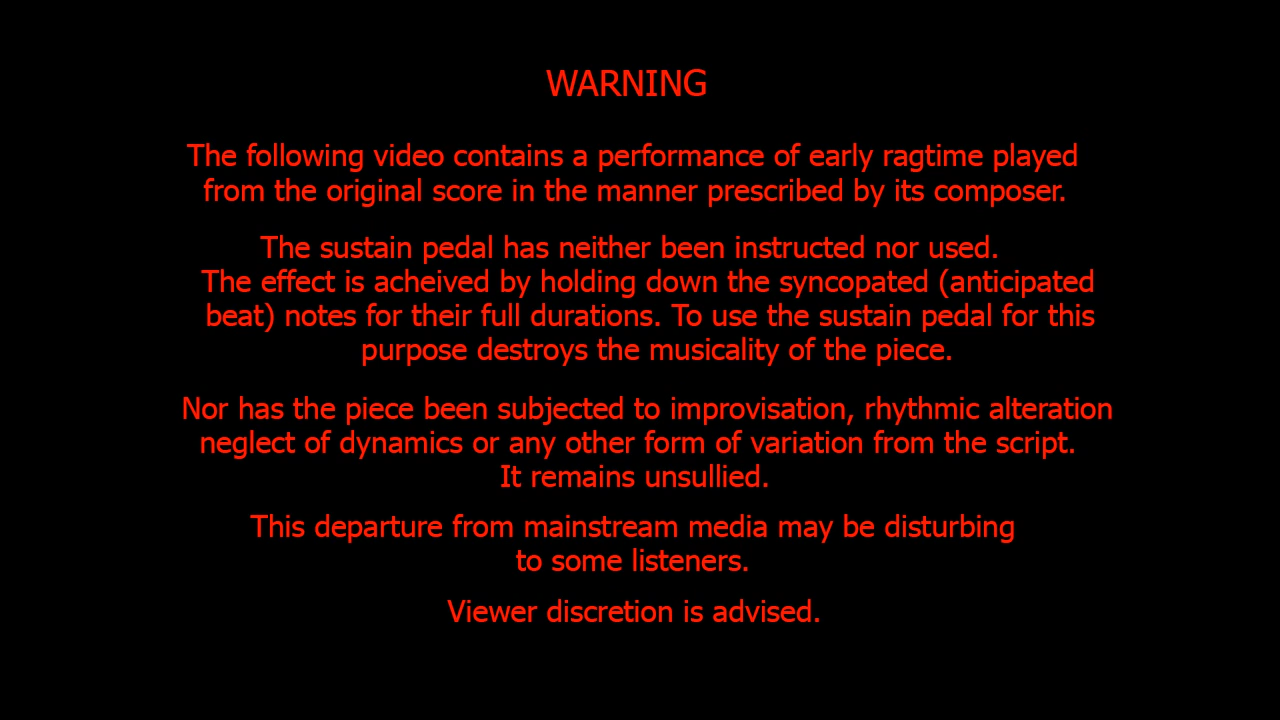 WARNING
The following video contains a performance of early ragtime played
from the original score in the manner prescribed by its composer.
The sustain pedal has neither been instructed nor used.
The effect is acheived by holding down the syncopated (anticipated
beat) notes for their full durations. To use the sustain pedal for this
purpose destroys the musicality of the piece.
Nor has the piece been subjected to improvisation, rhythmic alteration
neglect of dynamics or any other form of variation from the script.
It remains unsullied.
This departure from mainstream media may be disturbing
to some listeners.
Viewer discretion is advised.